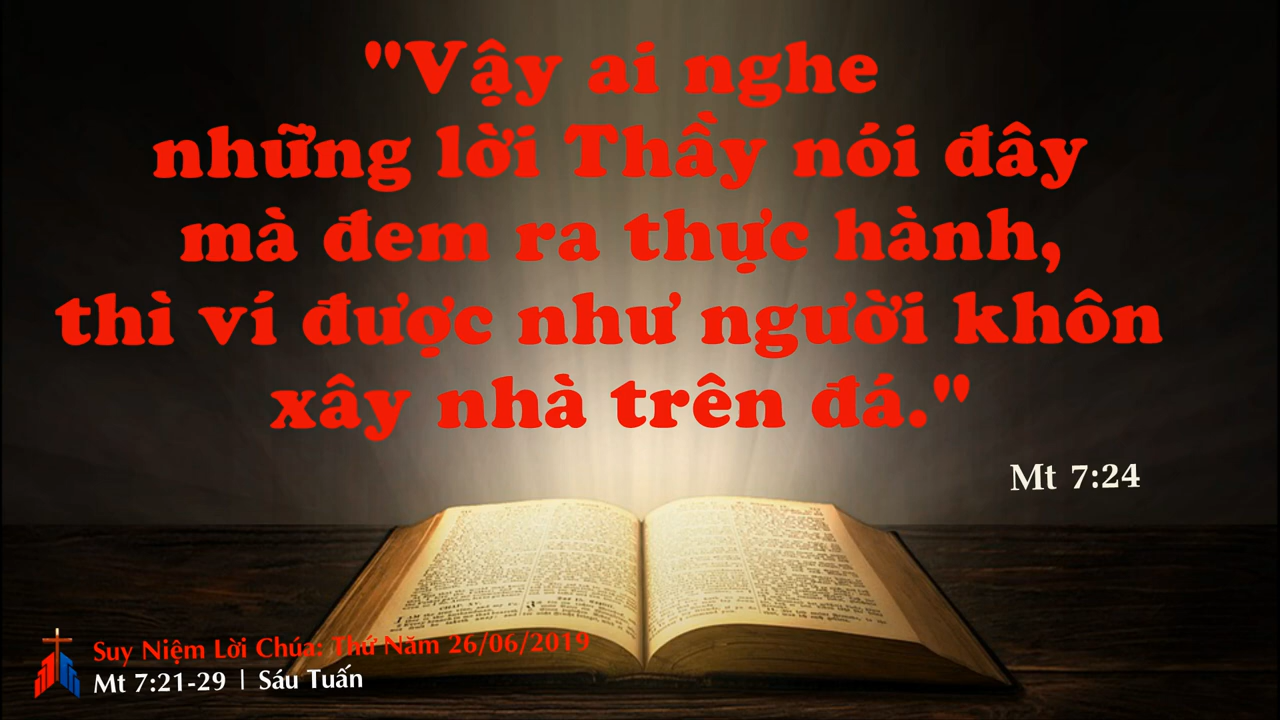 "Vậy ai nghe
những lời Thầy nói đây
mà đem ra thực hành,
thì ví được như người khôn
xây nhà trên đá."
Mt 7:24
Suy Niệm Lời Chúa: Thứ Năm 26/06/2019
Mt 7:21-29 | Sáu Tuấn